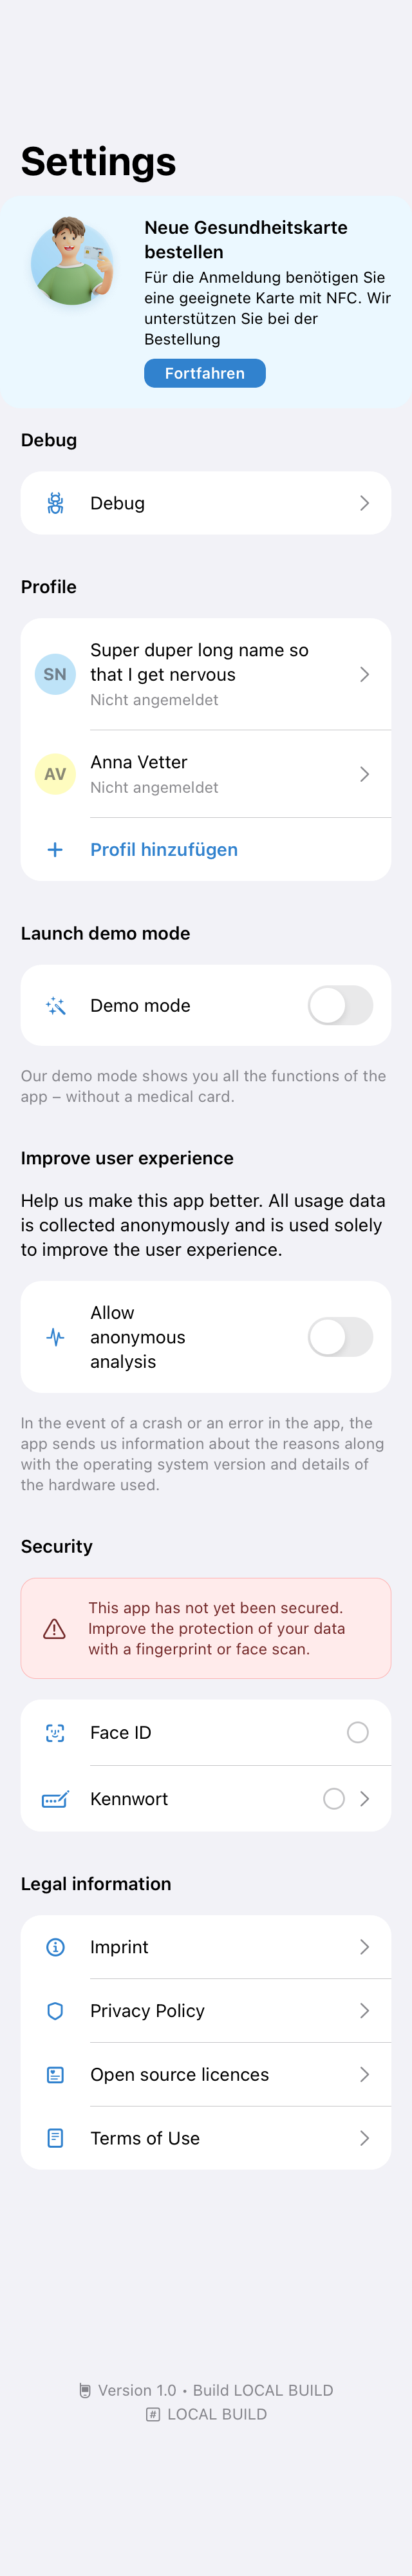 Settings
Neue Gesundheitskarte
bestellen
Für die Anmeldung benötigen Sie
eine geeignete Karte mit NFC. Wir
unterstützen Sie bei der
Bestellung
Fortfahren
Debug
Debug
Profile
SN
Super duper long name so
that I get nervous
Nicht angemeldet
AV
Anna Vetter
Nicht angemeldet
Profil hinzufügen
Launch demo mode
Demo mode
Our demo mode shows you all the functions of the
app – without a medical card.
Improve user experience
Help us make this app better. All usage data
is collected anonymously and is used solely
to improve the user experience.
Allow
anonymous
analysis
In the event of a crash or an error in the app, the
app sends us information about the reasons along
with the operating system version and details of
the hardware used.
Security
This app has not yet been secured.
Improve the protection of your data
with a fingerprint or face scan.
Face ID
Kennwort
Legal information
Imprint
Privacy Policy
Open source licences
Terms of Use
Version 1.0 • Build LOCAL BUILD
# LOCAL BUILD